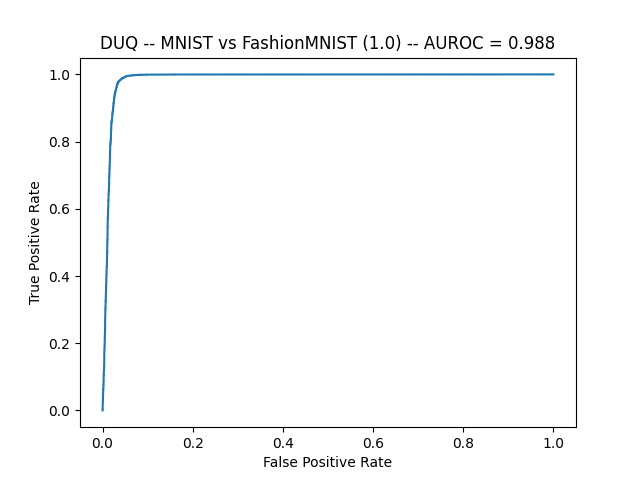 DUQ -- MNIST vs FashionMNIST (1.0) -- AUROC = 0.988
1.0
0.8
0.6
0.4
0.2
0.0
True Positive Rate
0.0 0.2 0.4 0.6 0.8 1.0
False Positive Rate